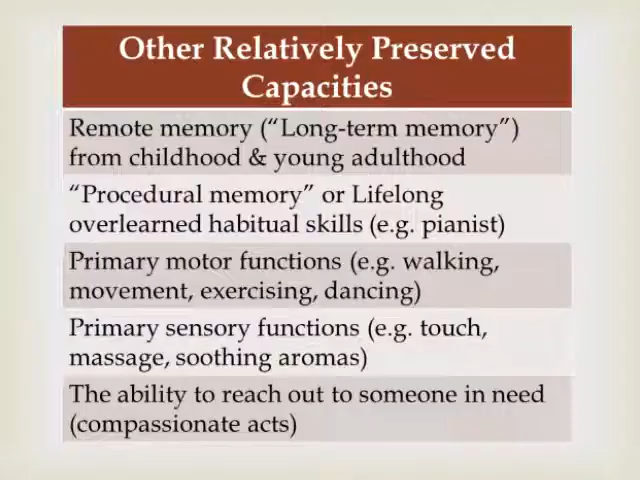 Other Relatively Preserved
Capacities
Remote memory (“Long-term memory”)
from childhood & young adulthood
“Procedural memory” or Lifelong
overlearned habitual skills (e.g. pianist)
Primary motor functions (e.g. walking,
movement, exercising, dancing)
Primary sensory functions (e.g. touch,
massage, soothing aromas)
The ability to reach out to someone in need
(compassionate acts)